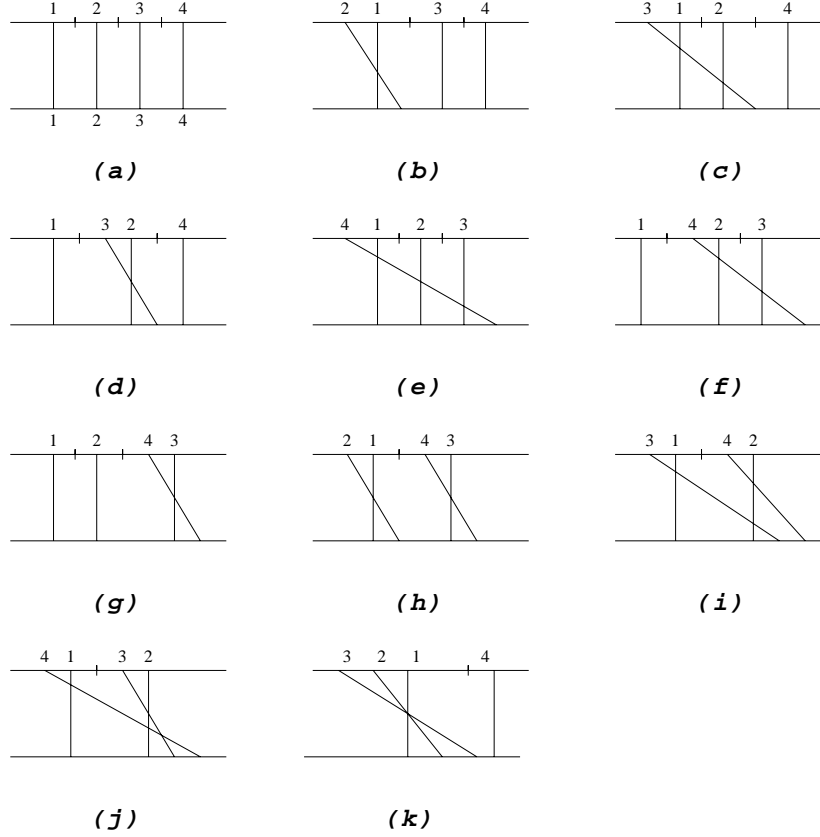 1 2 3 4 2 1 3 4 3 1 2 4
1 2 3 4
(a) (b) (c)
1 3 2 4 4 1 2 3 1 4 2 3
(d) (e) (f)
1 2 4 3 2 1 4 3 3 1 4 2
(g) (h) (i)
4 1 3 2 3 2 1 4
(j) (k)